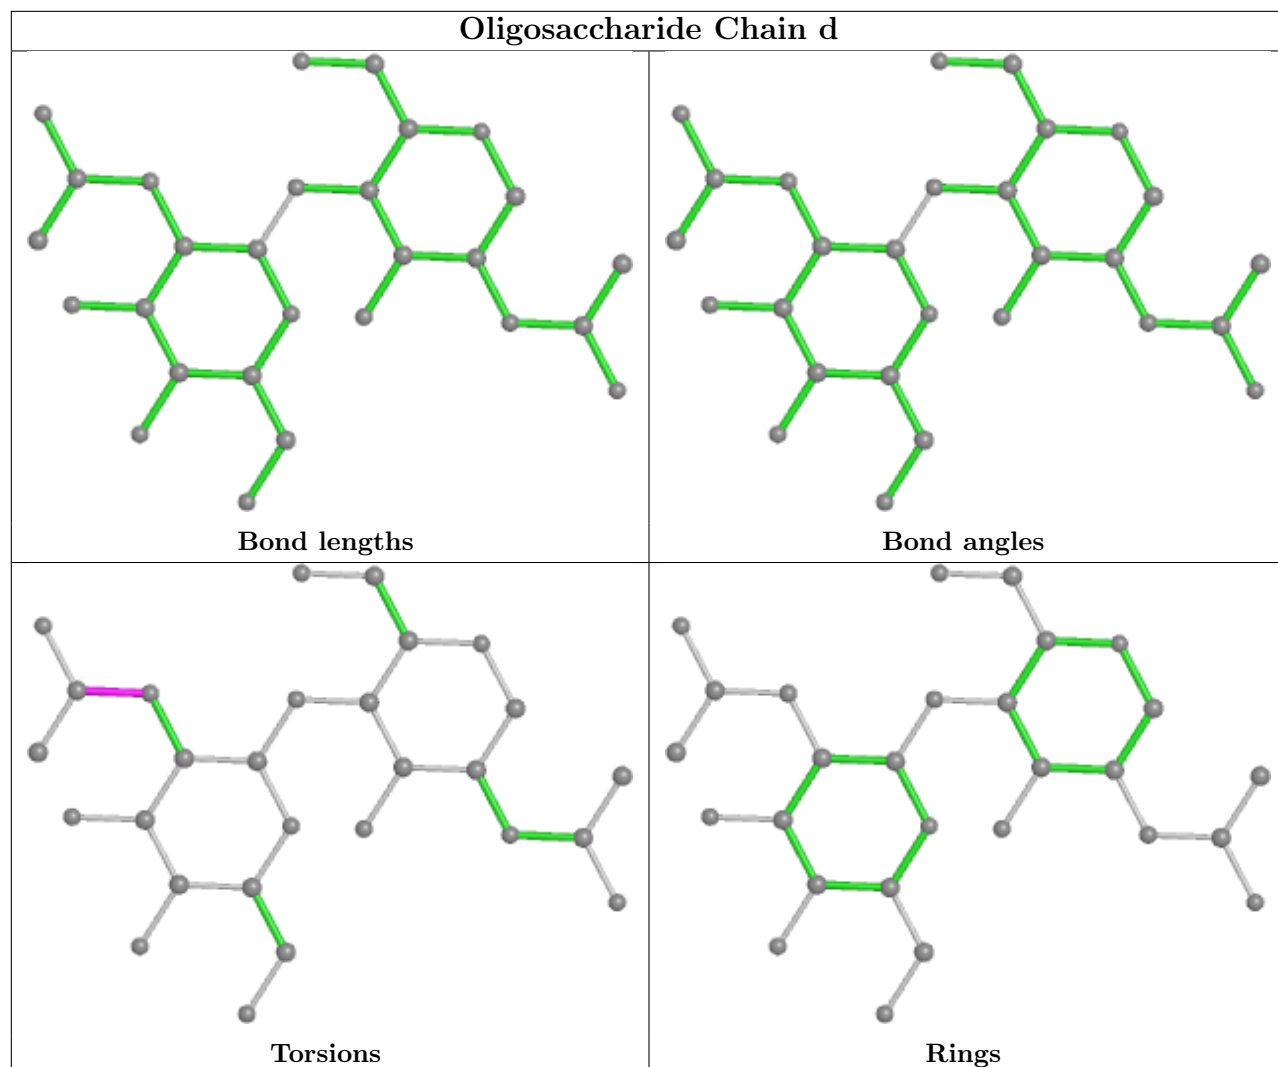 Oligosaccharide Chain d
Bond lengths
Bond angles
Torsions
Rings